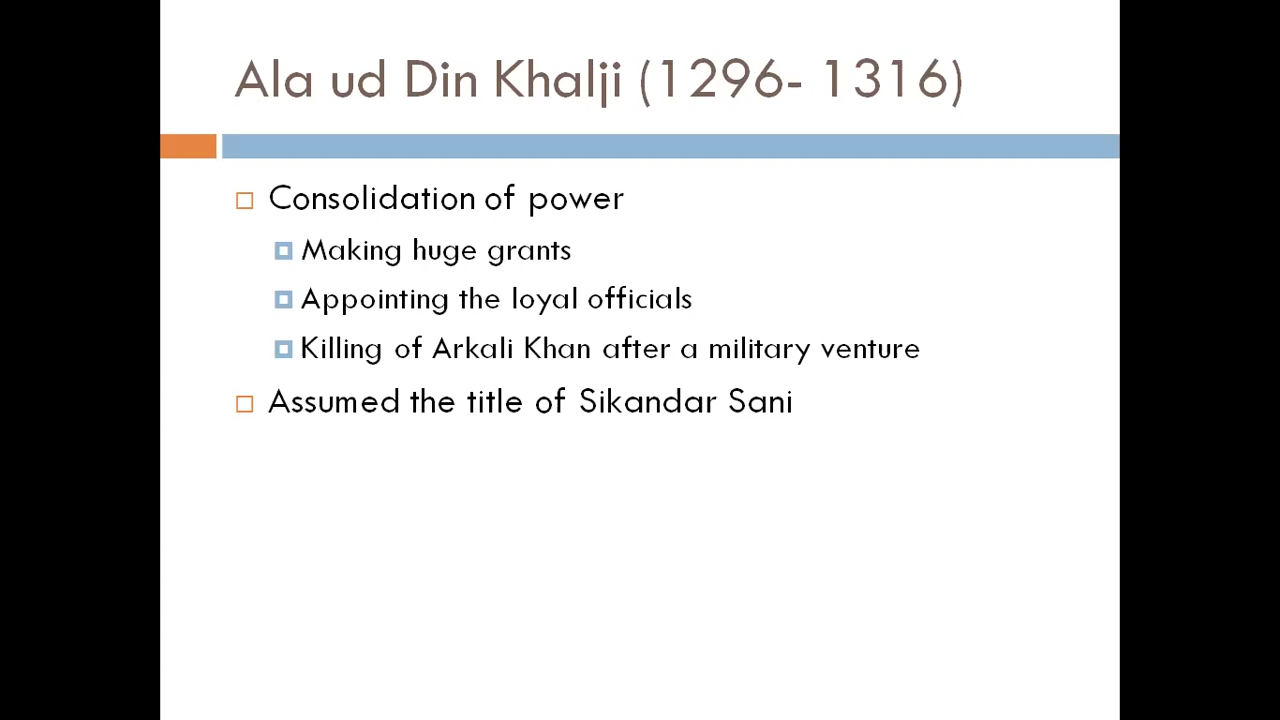 Ala ud Din Khalji (1296- 1316)
Consolidation of power
Making huge grants
Appointing the loyal officials
Killing of Arkali Khan after a military venture
Assumed the title of Sikandar Sani